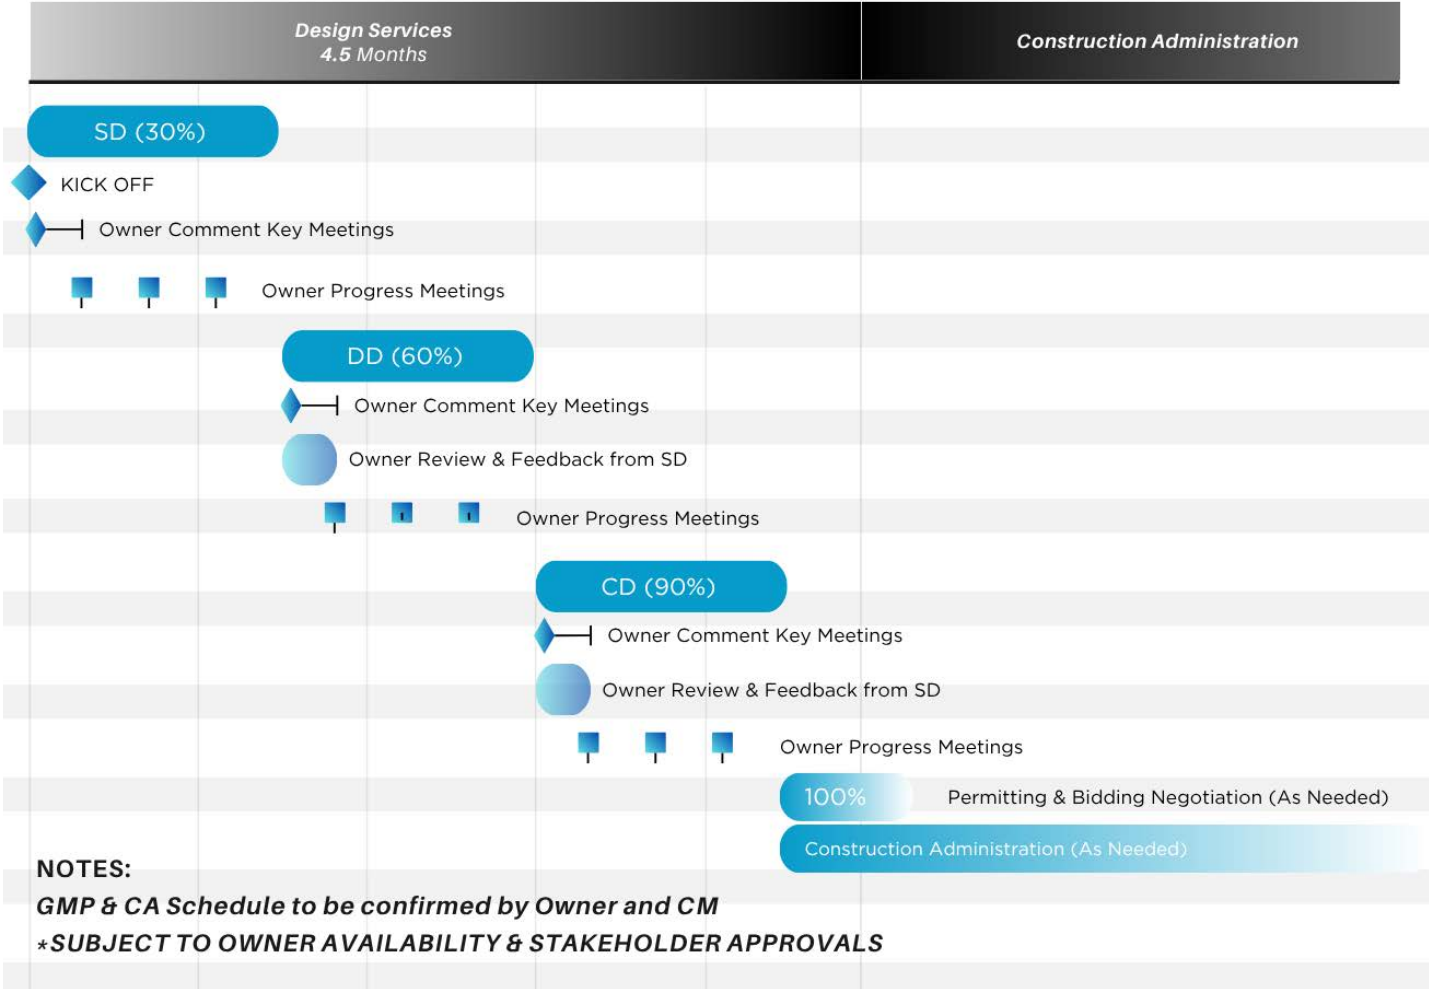 Design Services
4.5 Months
Construction Administration
SD (30%)
KICK OFF
Owner Comment Key Meetings
Owner Progress Meetings
DD (60%)
Owner Comment Key Meetings
Owner Review & Feedback from SD
Owner Progress Meetings
CD (90%)
Owner Comment Key Meetings
Owner Review & Feedback from SD
Owner Progress Meetings
100%
Permitting & Bidding Negotiation (As Needed)
Construction Administration (As Needed)
NOTES:
GMP & CA Schedule to be confirmed by Owner and CM
*SUBJECT TO OWNER AVAILABILITY & STAKEHOLDER APPROVALS